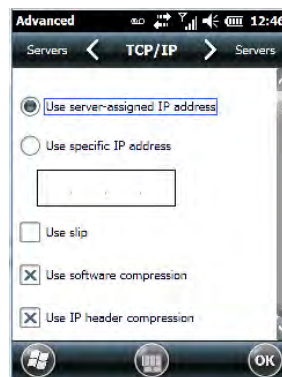 Advanced 12:46
Servers TCP/IP Servers
Use server-assigned IP address
Use specific IP address
Use slip
Use software compression
Use IP header compression
OK